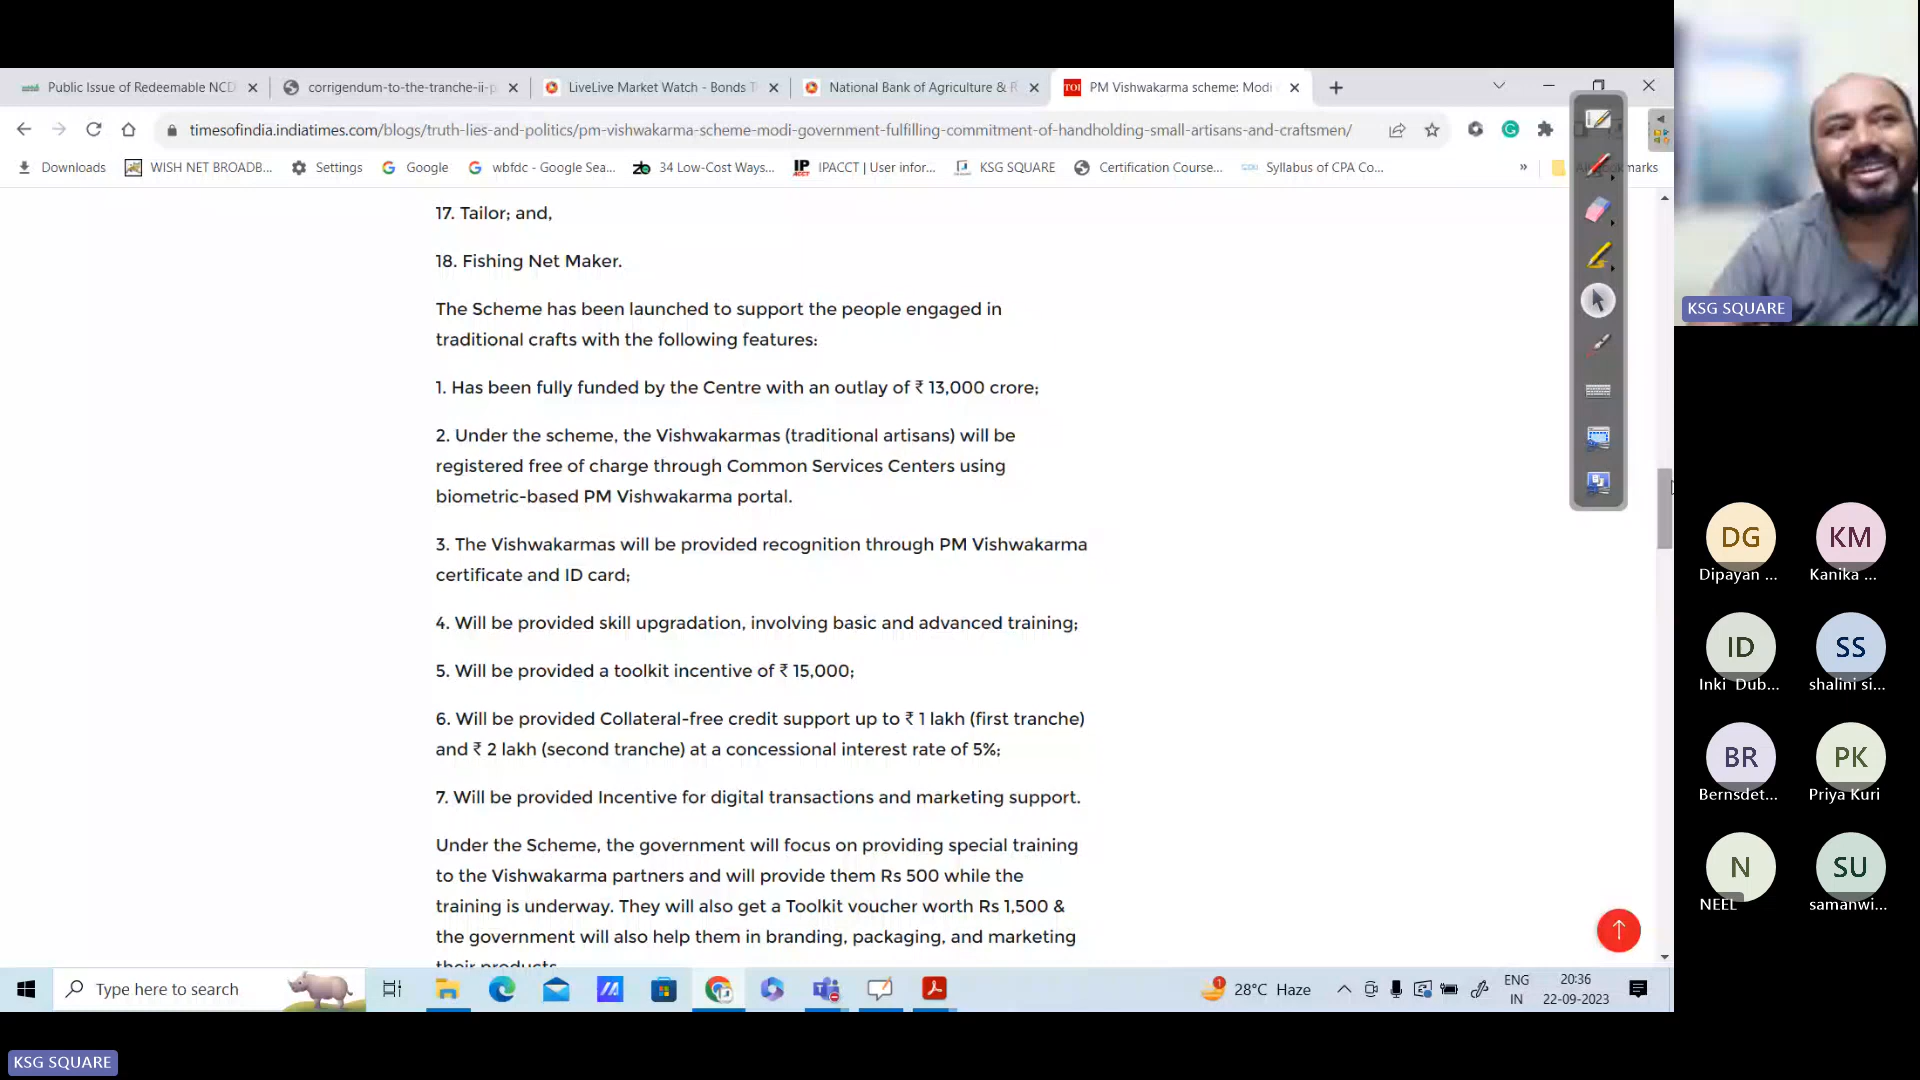 Public Issue of Redeemable NCD
corrigendum-to-the-tranche-ii-p
LiveLive Market Watch - Bonds T
National Bank of Agriculture & R
TOI PM Vishwakarma scheme: Modi
timesofindia.indiatimes.com/blogs/truth-lies-and-politics/pm-vishwakarma-scheme-modi-government-fulfilling-commitment-of-handholding-small-artisans-and-craftsmen/
Downloads
WISH NET BROADB...
Settings
Google
wbfdc - Google Sea...
34 Low-Cost Ways...
IPACCT | User infor...
KSG SQUARE
Certification Course...
Syllabus of CPA Co...
»
17. Tailor; and,
18. Fishing Net Maker.
The Scheme has been launched to support the people engaged in
traditional crafts with the following features:
1. Has been fully funded by the Centre with an outlay of ₹ 13,000 crore;
2. Under the scheme, the Vishwakarmas (traditional artisans) will be
registered free of charge through Common Services Centers using
biometric-based PM Vishwakarma portal.
3. The Vishwakarmas will be provided recognition through PM Vishwakarma
certificate and ID card;
4. Will be provided skill upgradation, involving basic and advanced training;
5. Will be provided a toolkit incentive of ₹ 15,000;
6. Will be provided Collateral-free credit support up to ₹ 1 lakh (first tranche)
and ₹ 2 lakh (second tranche) at a concessional interest rate of 5%;
7. Will be provided Incentive for digital transactions and marketing support.
Under the Scheme, the government will focus on providing special training
to the Vishwakarma partners and will provide them Rs 500 while the
training is underway. They will also get a Toolkit voucher worth Rs 1,500 &
the government will also help them in branding, packaging, and marketing
their products.
Type here to search
1
28°C Haze
ENG
IN
20:36
22-09-2023
KSG SQUARE
DG
Dipayan ...
KM
Kanika ...
ID
Inki Dub...
SS
shalini si...
BR
Bernsdet...
PK
Priya Kuri
N
NEEL
SU
samanwi...
KSG SQUARE